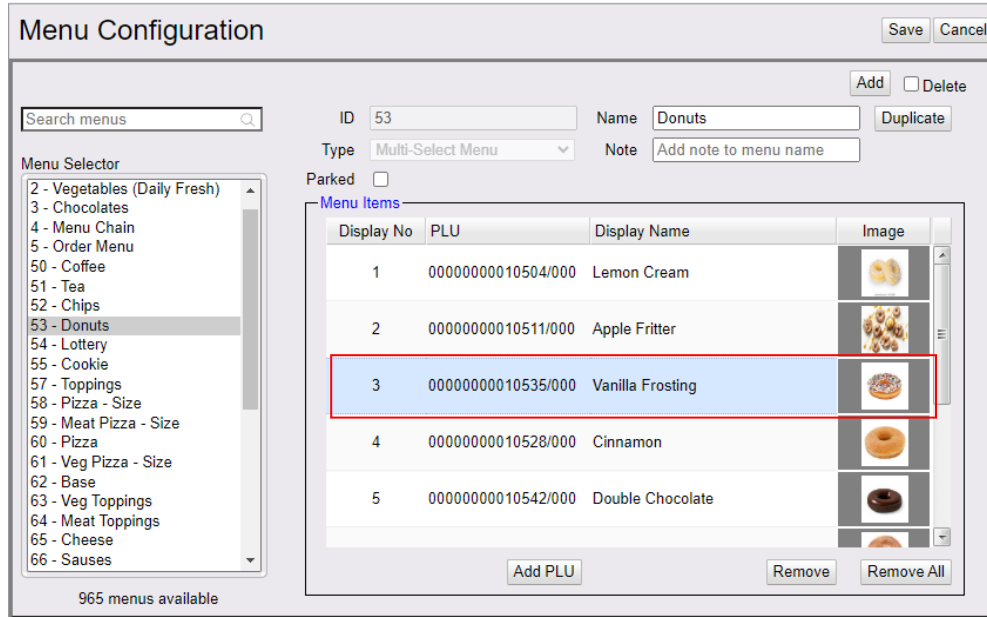 Menu Configuration
Save Cancel
Add Delete
Search menus
Menu Selector
2 - Vegetables (Daily Fresh)
3 - Chocolates
4 - Menu Chain
5 - Order Menu
50 - Coffee
51 - Tea
52 - Chips
53 - Donuts
54 - Lottery
55 - Cookie
57 - Toppings
58 - Pizza - Size
59 - Meat Pizza - Size
60 - Pizza
61 - Veg Pizza - Size
62 - Base
63 - Veg Toppings
64 - Meat Toppings
65 - Cheese
66 - Sauses
965 menus available
ID 53 Name Donuts Duplicate
Type Multi-Select Menu Note Add note to menu name
Parked
Menu Items
Display No PLU Display Name Image
1 00000000010504/000 Lemon Cream
2 00000000010511/000 Apple Fritter
3 00000000010535/000 Vanilla Frosting
4 00000000010528/000 Cinnamon
5 00000000010542/000 Double Chocolate
Add PLU Remove Remove All